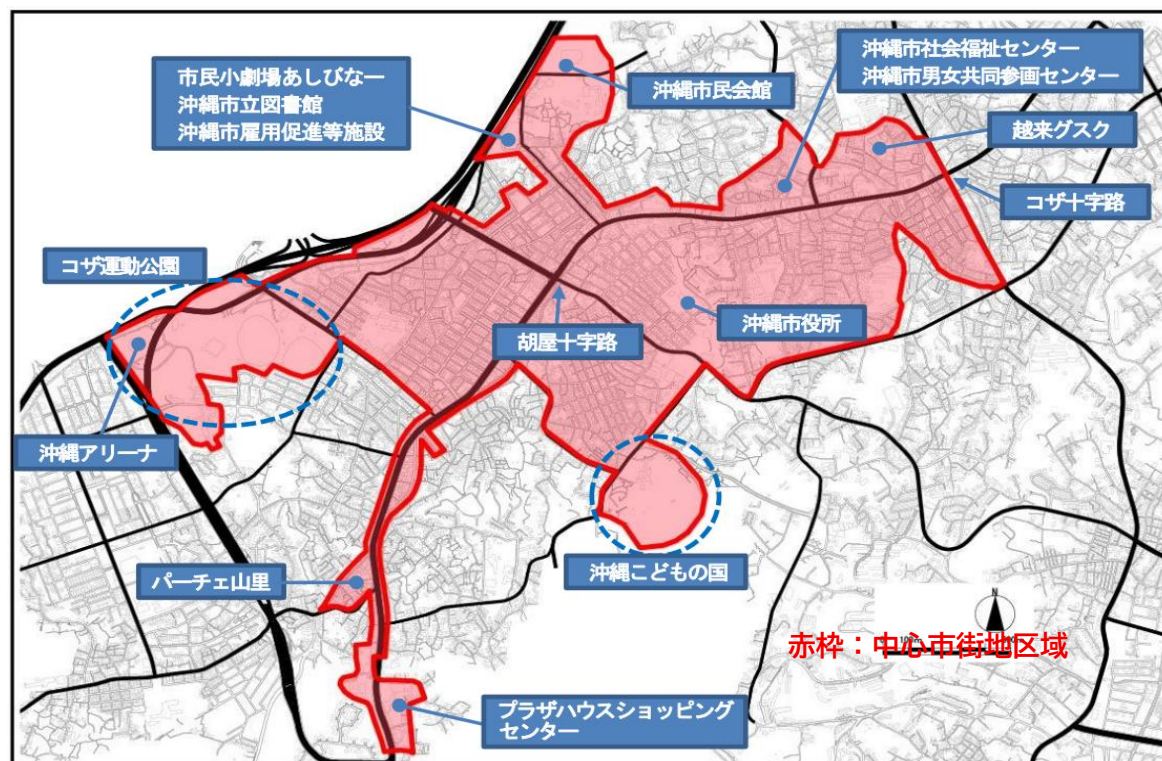 市民小劇場あしびなー
沖縄市立図書館
沖縄市雇用促進等施設
沖縄市民会館
沖縄市社会福祉センター
沖縄市男女共同参画センター
越来グスク
コザ十字路
コザ運動公園
胡屋十字路
沖縄市役所
沖縄アリーナ
パーチェ山里
沖縄こどもの国
N
赤枠：中心市街地区域
プラザハウスショッピング
センター